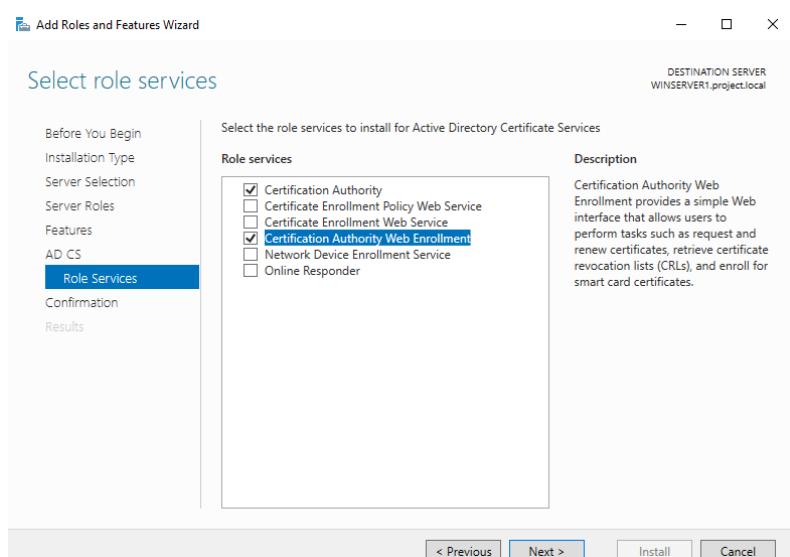 Add Roles and Features Wizard
Select role services
DESTINATION SERVER
WINSERVER1.project.local
Before You Begin
Installation Type
Server Selection
Server Roles
Features
AD CS
Role Services
Confirmation
Results
Select the role services to install for Active Directory Certificate Services
Role services
Certification Authority
Certificate Enrollment Policy Web Service
Certificate Enrollment Web Service
Certification Authority Web Enrollment
Network Device Enrollment Service
Online Responder
Description
Certification Authority Web
Enrollment provides a simple Web
interface that allows users to
perform tasks such as request and
renew certificates, retrieve certificate
revocation lists (CRLs), and enroll for
smart card certificates.
< Previous
Next >
Install
Cancel